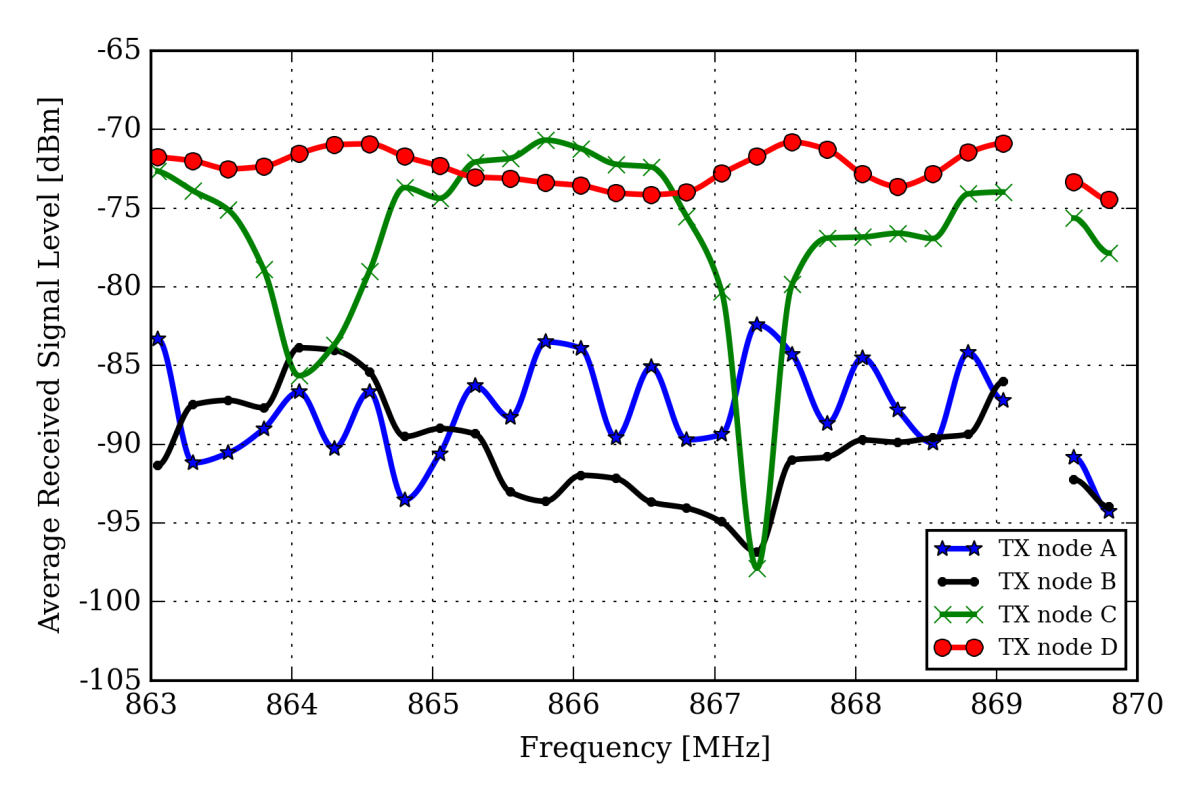 Average Received Signal Level [dBm]
-65
-70
-75
-80
-85
-90
-95
-100
-105
863 864 865 866 867 868 869 870
Frequency [MHz]
TX node A
TX node B
TX node C
TX node D